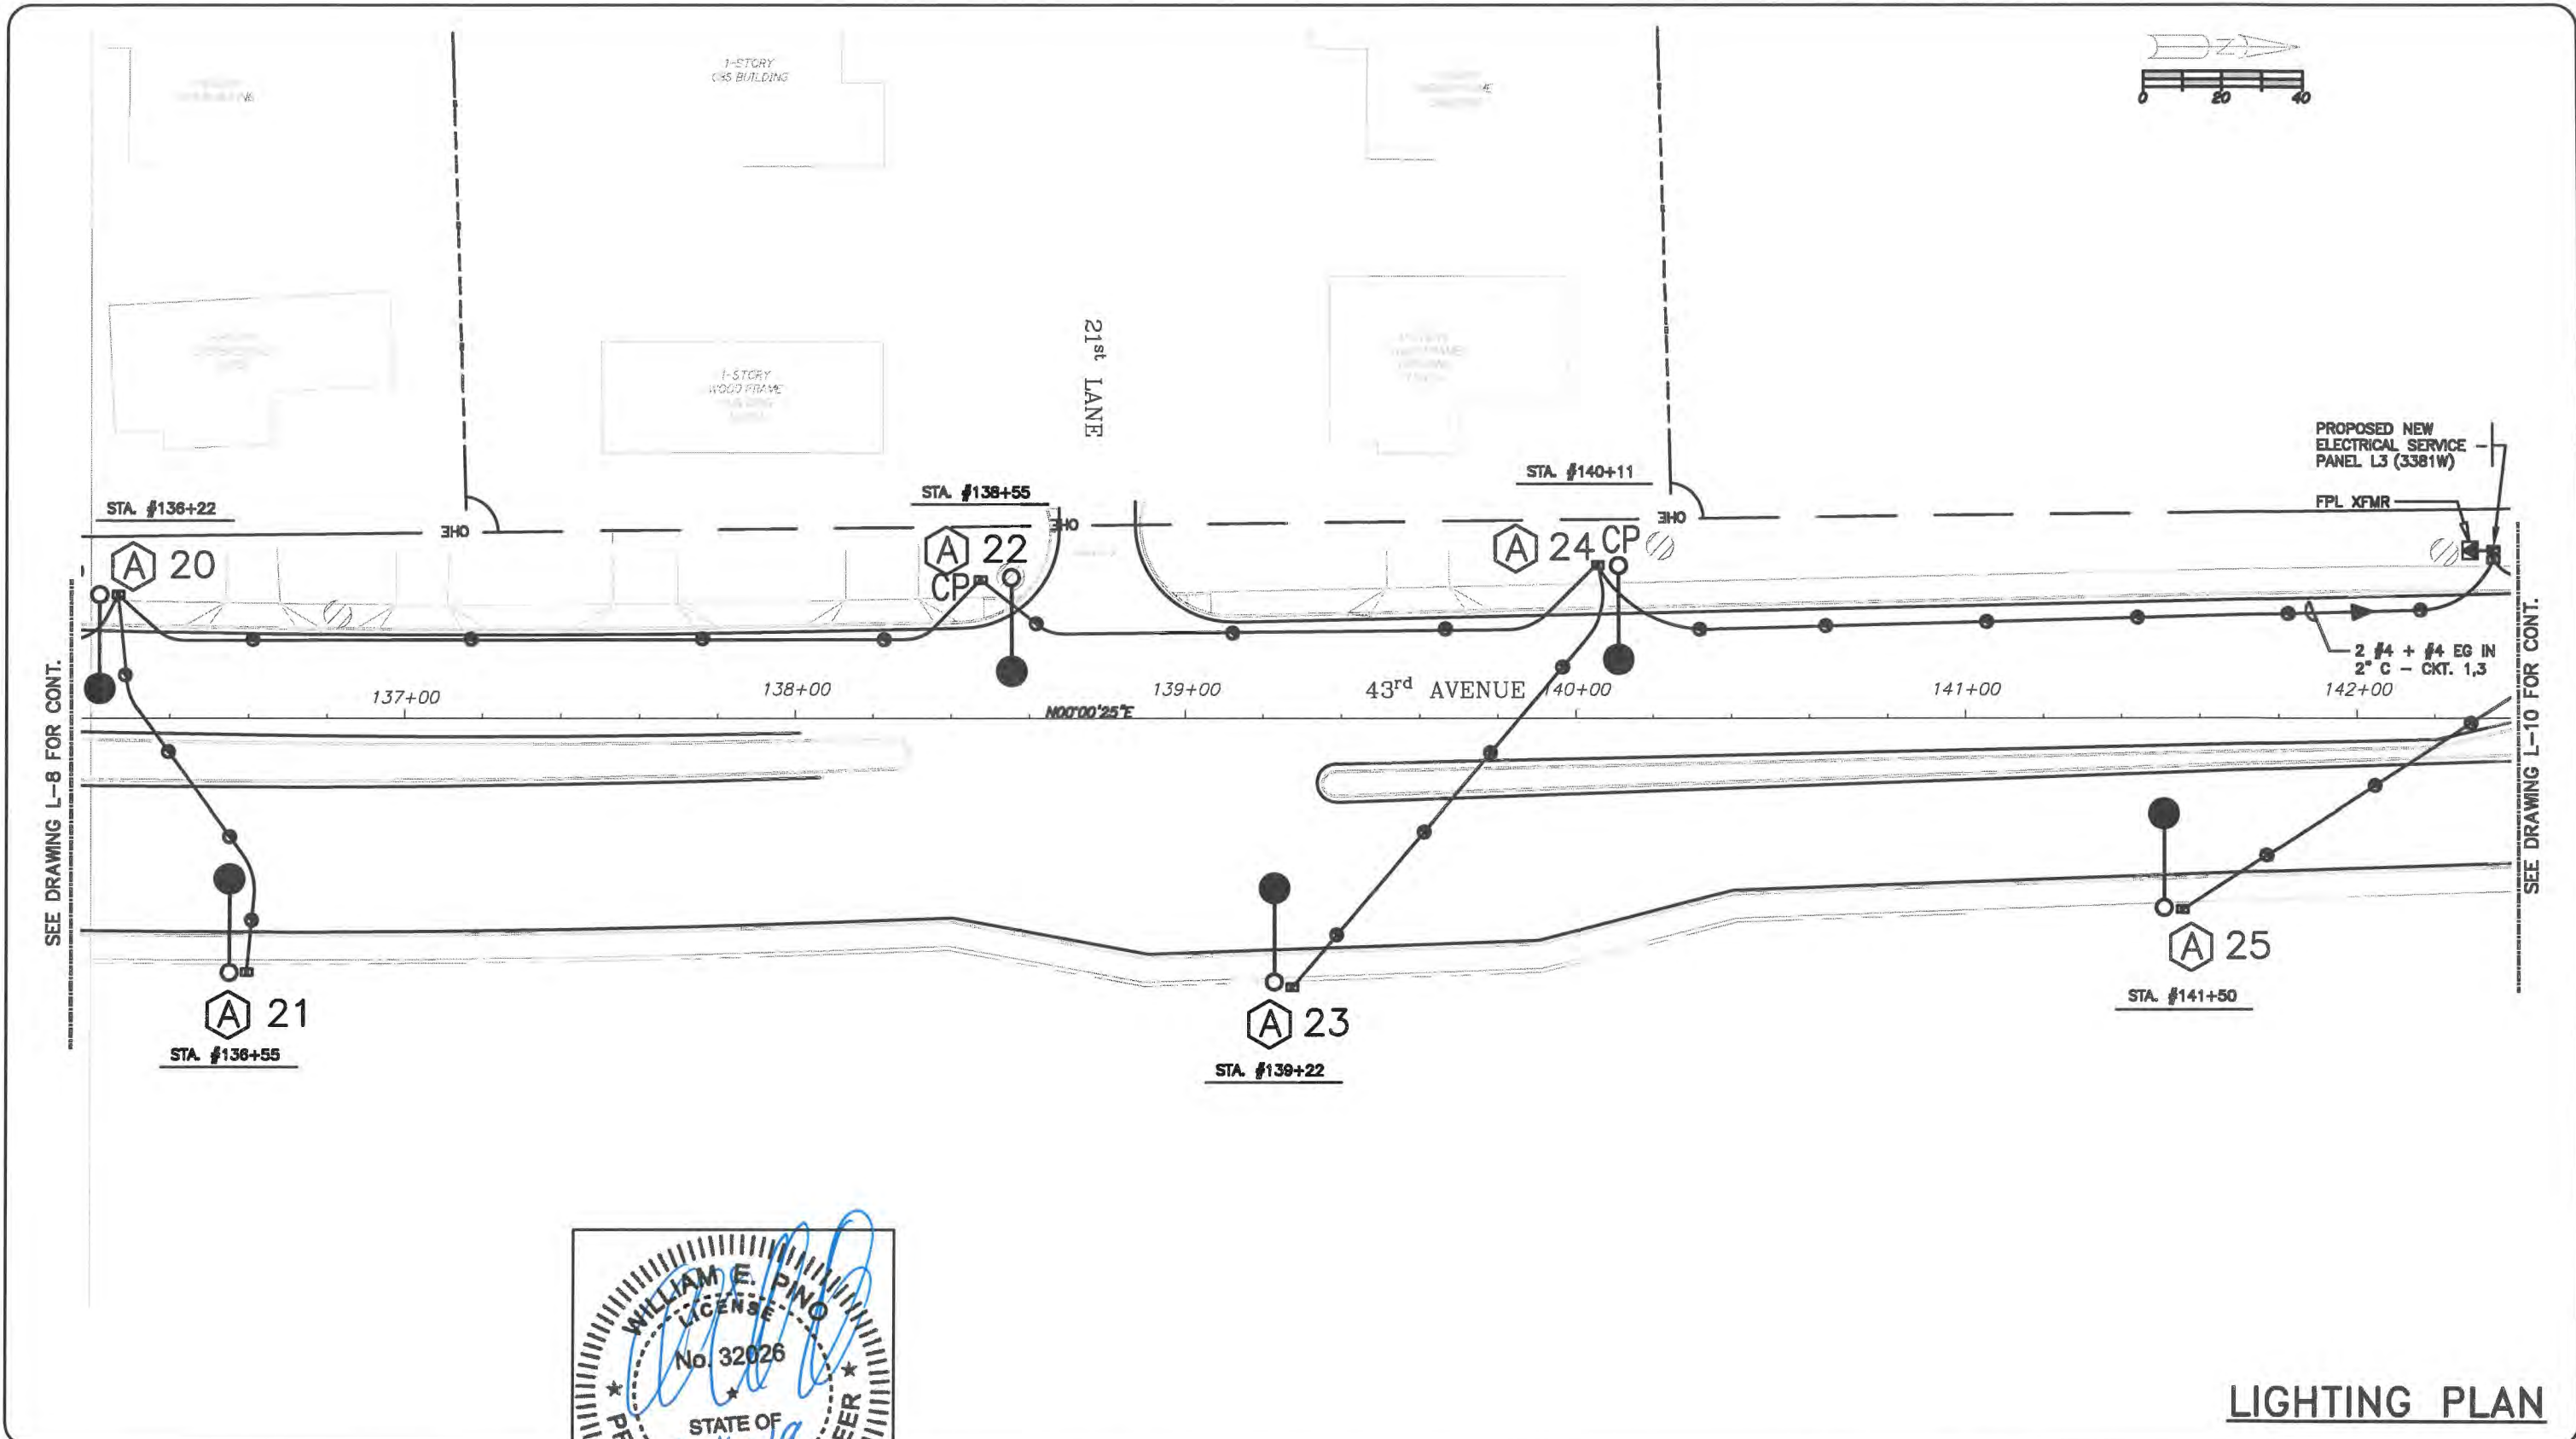 1-STORY
CBS BUILDING
0 20 40
21st LANE
1-STORY
WOOD FRAME
BUILDING
PROPOSED NEW
ELECTRICAL SERVICE
PANEL L3 (3381W)
FPL XFMR
STA. #136+22
STA. #138+55
STA. #140+11
OHE
OHE
OHE
A 20
A 22
CP
A 24 CP
2 #4 + #4 EG IN
2" C - CKT. 1,3
137+00
138+00
139+00
43rd AVENUE
140+00
141+00
142+00
N00°00'25"E
SEE DRAWING L-8 FOR CONT.
SEE DRAWING L-10 FOR CONT.
A 21
STA. #136+55
A 23
STA. #139+22
A 25
STA. #141+50
WILLIAM E. PINO
LICENSE
No. 32026
STATE OF
LIGHTING PLAN